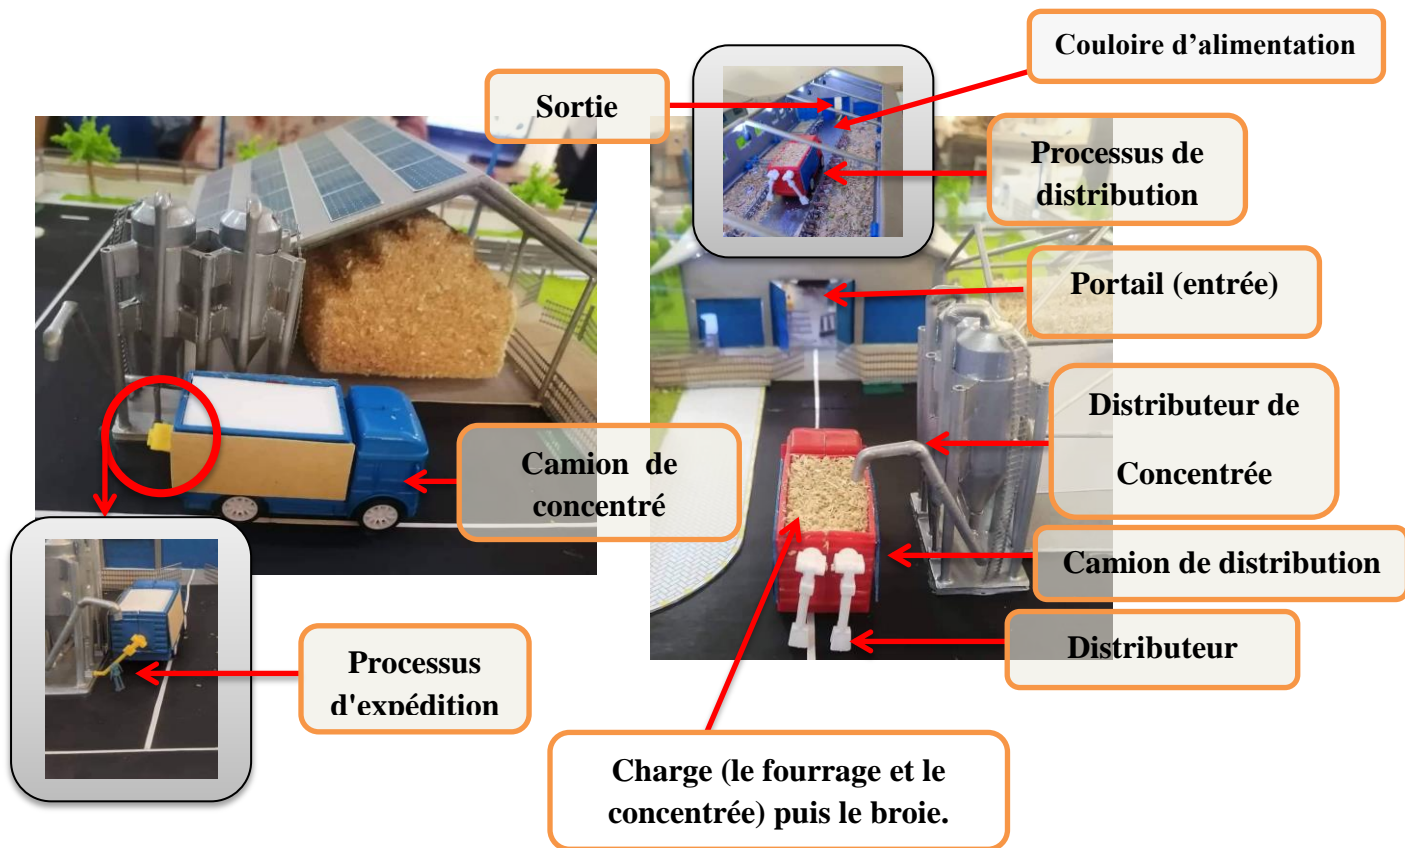 Couloire d’alimentation
Sortie
Processus de
distribution
Portail (entrée)
Distributeur de
Concentrée
Camion de
concentré
Camion de distribution
Processus
d'expédition
Distributeur
Charge (le fourrage et le
concentrée) puis le broie.